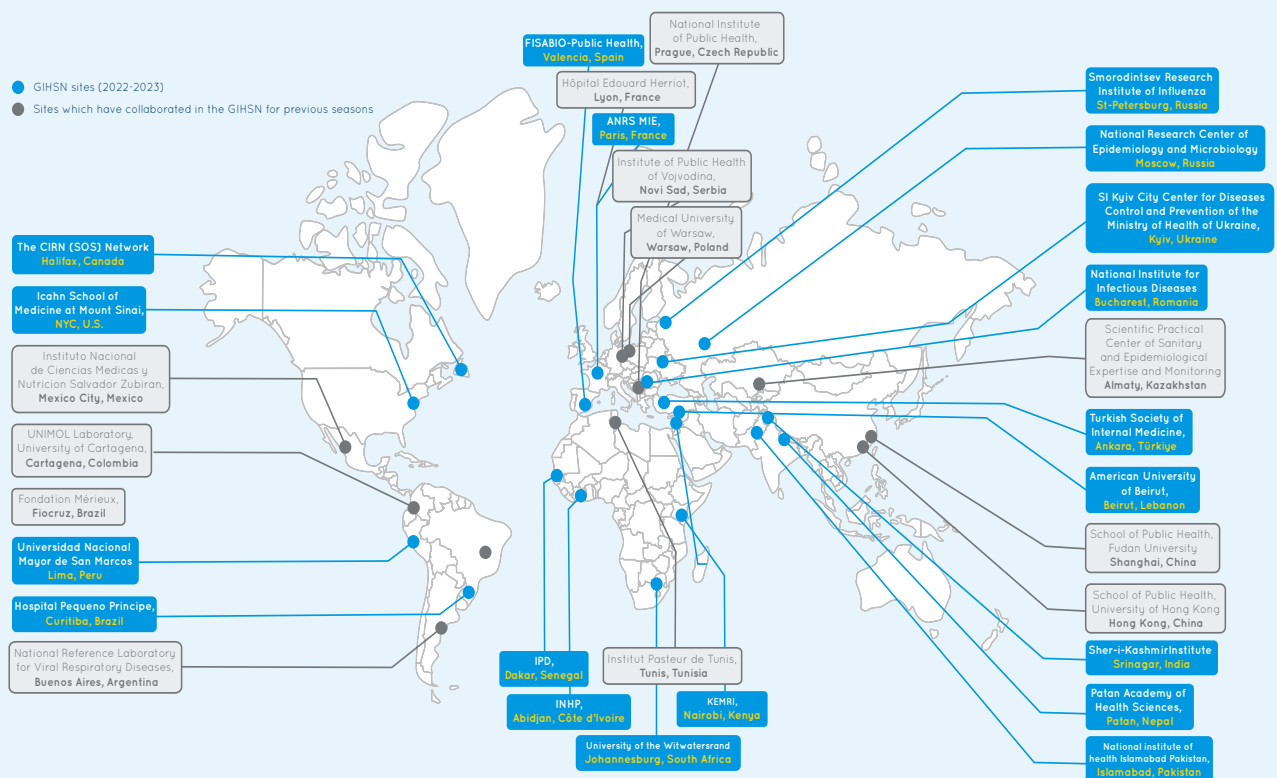 GIHSN sites (2022-2023)
Sites which have collaborated in the GIHSN for previous seasons
The CIRN (SOS) Network
Halifax, Canada
Icahn School of
Medicine at Mount Sinai,
NYC, U.S.
Instituto Nacional
de Ciencias Medicas y
Nutricion Salvador Zubiran,
Mexico City, Mexico
UNIMOL Laboratory,
University of Cartagena,
Cartagena, Colombia
Fondation Mérieux,
Fiocruz, Brazil
Universidad Nacional
Mayor de San Marcos
Lima, Peru
Hospital Pequeno Principe,
Curitiba, Brazil
National Reference Laboratory
for Viral Respiratory Diseases,
Buenos Aires, Argentina
FISABIO-Public Health,
Valencia, Spain
National Institute
of Public Health,
Prague, Czech Republic
Hôpital Edouard Herriot,
Lyon, France
ANRS MIE,
Paris, France
Institute of Public Health
of Vojvodina,
Novi Sad, Serbia
Medical University
of Warsaw,
Warsaw, Poland
IPD,
Dakar, Senegal
INHP,
Abidjan, Côte d'Ivoire
Institut Pasteur de Tunis,
Tunis, Tunisia
KEMRI,
Nairobi, Kenya
University of the Witwatersrand
Johannesburg, South Africa
Smorodintsev Research
Institute of Influenza
St-Petersburg, Russia
National Research Center of
Epidemiology and Microbiology
Moscow, Russia
SI Kyiv City Center for Diseases
Control and Prevention of the
Ministry of Health of Ukraine,
Kyiv, Ukraine
National Institute for
Infectious Diseases
Bucharest, Romania
Scientific Practical
Center of Sanitary
and Epidemiological
Expertise and Monitoring
Almaty, Kazakhstan
Turkish Society of
Internal Medicine,
Ankara, Türkiye
American University
of Beirut,
Beirut, Lebanon
School of Public Health,
Fudan University
Shanghai, China
School of Public Health,
University of Hong Kong
Hong Kong, China
Sher-i-KashmirInstitute
Srinagar, India
Patan Academy of
Health Sciences,
Patan, Nepal
National institute of
health Islamabad Pakistan,
Islamabad, Pakistan